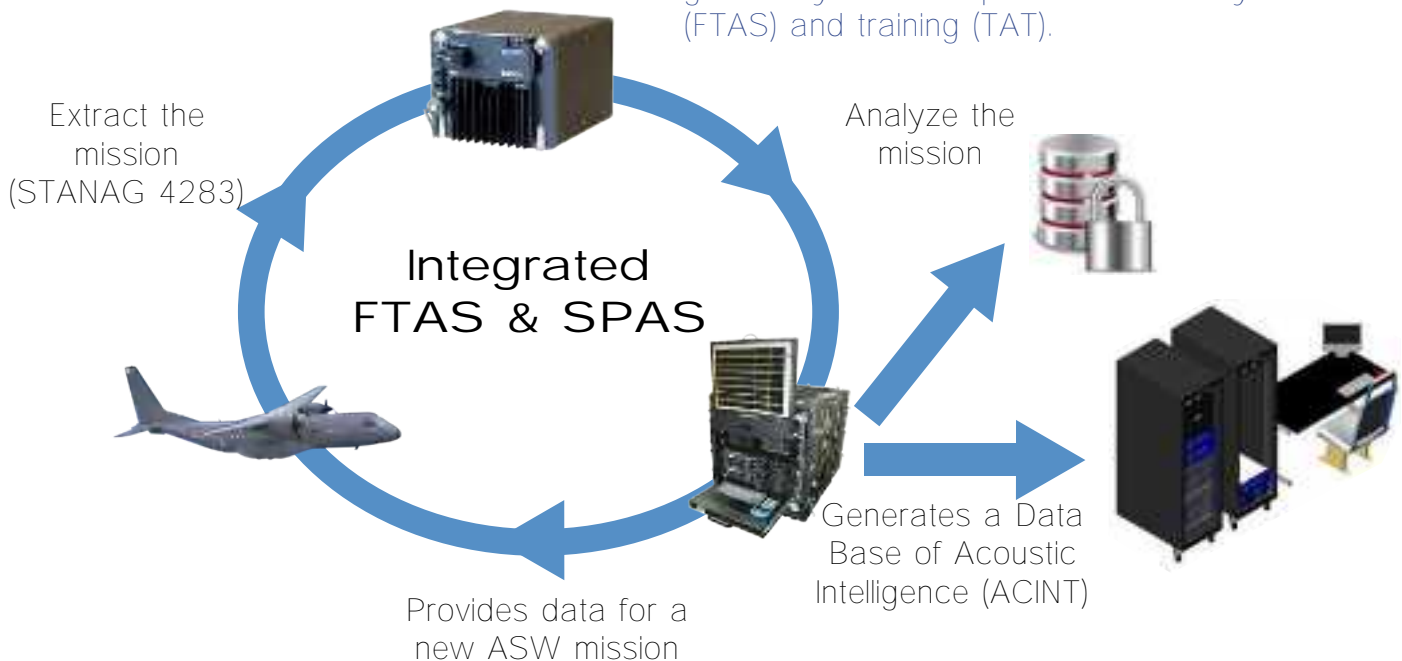 (FTAS) and training (TAT).
Extract the
mission
(STANAG 4283)
Analyze the
mission
Integrated
FTAS & SPAS
Generates a Data
Base of Acoustic
Intelligence (ACINT)
Provides data for a
new ASW mission